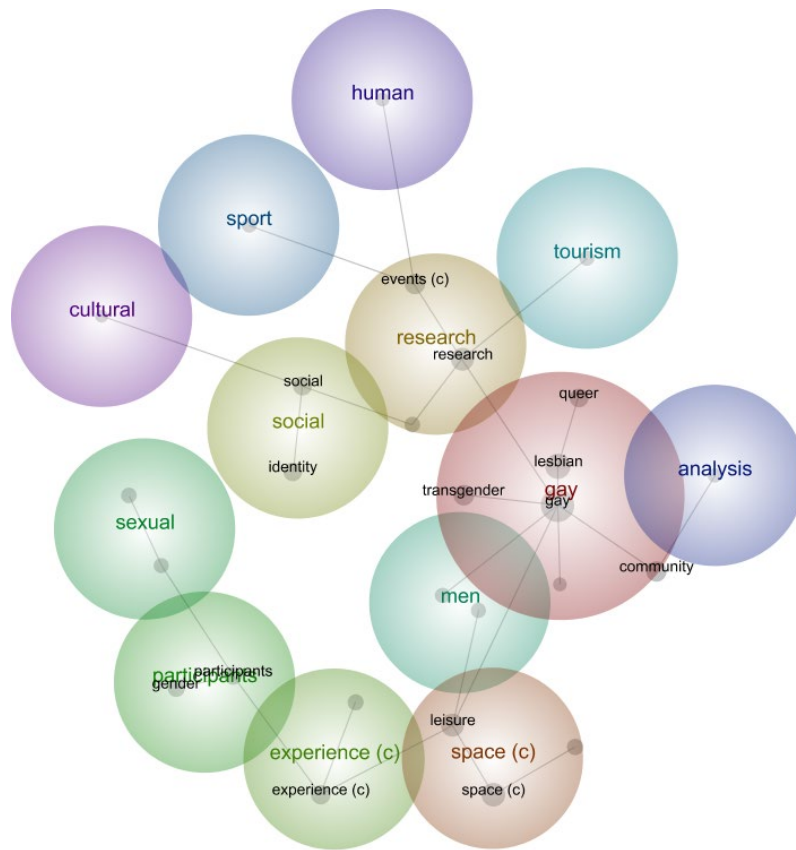 human
sport
tourism
events (c)
cultural
research
research
social
queer
social
lesbian
identity
transgender
gay
gay
analysis
sexual
community
men
participants
participants
gender
leisure
experience (c)
space (c)
experience (c)
space (c)